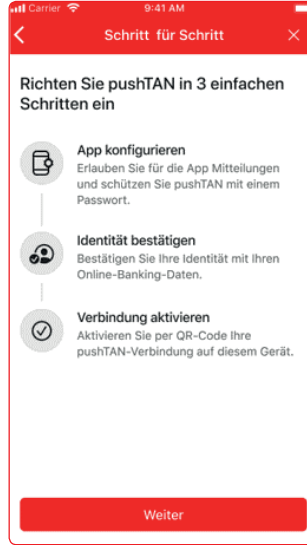 Carrier 9:41 AM
Schritt für Schritt
Richten Sie pushTAN in 3 einfachen
Schritten ein
App konfigurieren
Erlauben Sie für die App Mitteilungen
und schützen Sie pushTAN mit einem
Passwort.
Identität bestätigen
Bestätigen Sie Ihre Identität mit Ihren
Online-Banking-Daten.
Verbindung aktivieren
Aktivieren Sie per QR-Code Ihre
pushTAN-Verbindung auf diesem Gerät.
Weiter